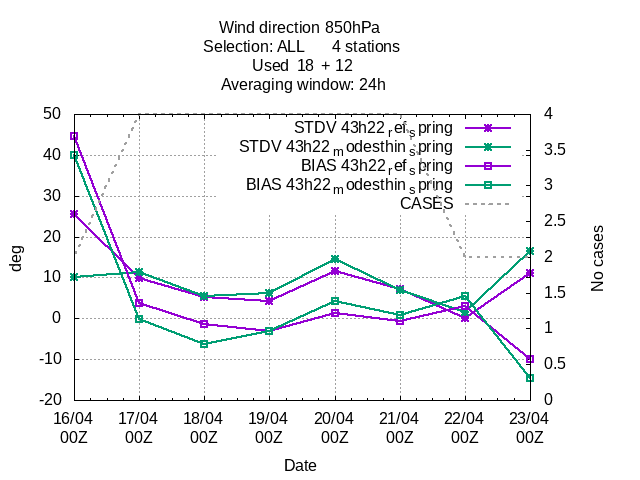 Wind direction 850hPa
Selection: ALL 4 stations
Used 18 + 12
Averaging window: 24h
50 4
STDV 43h22_ref_spring
STDV 43h22_modesthin_spring
40 3.5
BIAS 43h22_ref_spring
30 3
BIAS 43h22_modesthin_spring
CASES
20 2.5
deg 10 2 No cases
1.5
0 1
-10 0.5
-20 0
16/04 17/04 18/04 19/04 20/04 21/04 22/04 23/04
00Z 00Z 00Z 00Z 00Z 00Z 00Z 00Z
Date